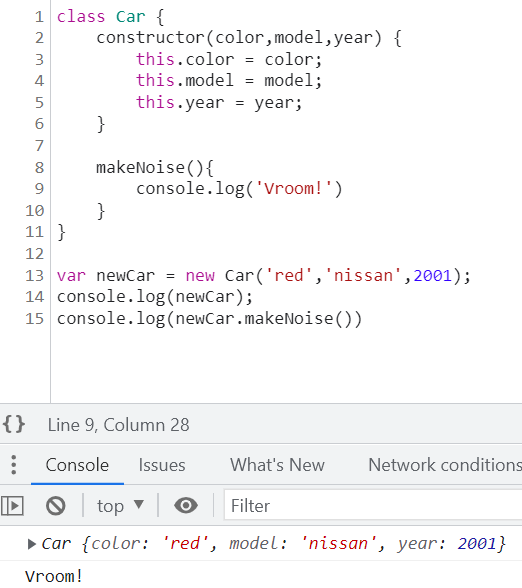 1 class Car {
2 constructor(color,model,year) {
3 this.color = color;
4 this.model = model;
5 this.year = year;
6 }
7
8 makeNoise(){
9 console.log('Vroom!')
10 }
11 }
12
13 var newCar = new Car('red','nissan',2001);
14 console.log(newCar);
15 console.log(newCar.makeNoise())
{} Line 9, Column 28
Console Issues What's New Network conditions
top ▼ Filter
▶ Car {color: 'red', model: 'nissan', year: 2001}
Vroom!